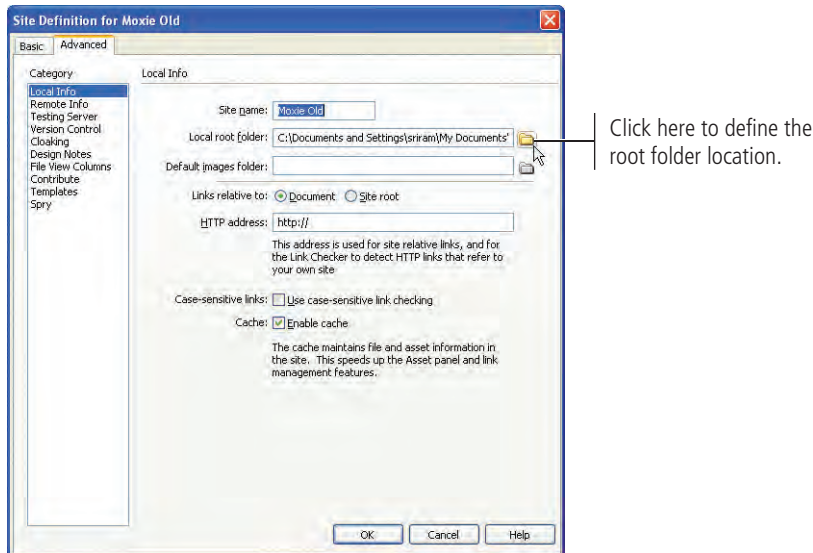 Site Definition for Moxie Old
Basic Advanced
Category
Local Info
Remote Info
Testing Server
Version Control
Cloaking
Design Notes
File View Columns
Contribute
Templates
Spry
Local Info
Site name: Moxie Old
Local root folder: C:\Documents and Settings\sriram\My Documents'
Default images folder:
Links relative to: Document Site root
HTTP address: http://
This address is used for site relative links, and for
the Link Checker to detect HTTP links that refer to
your own site
Case-sensitive links: Use case-sensitive link checking
Cache: Enable cache
The cache maintains file and asset information in
the site. This speeds up the Asset panel and link
management features.
OK Cancel Help
Click here to define the
root folder location.